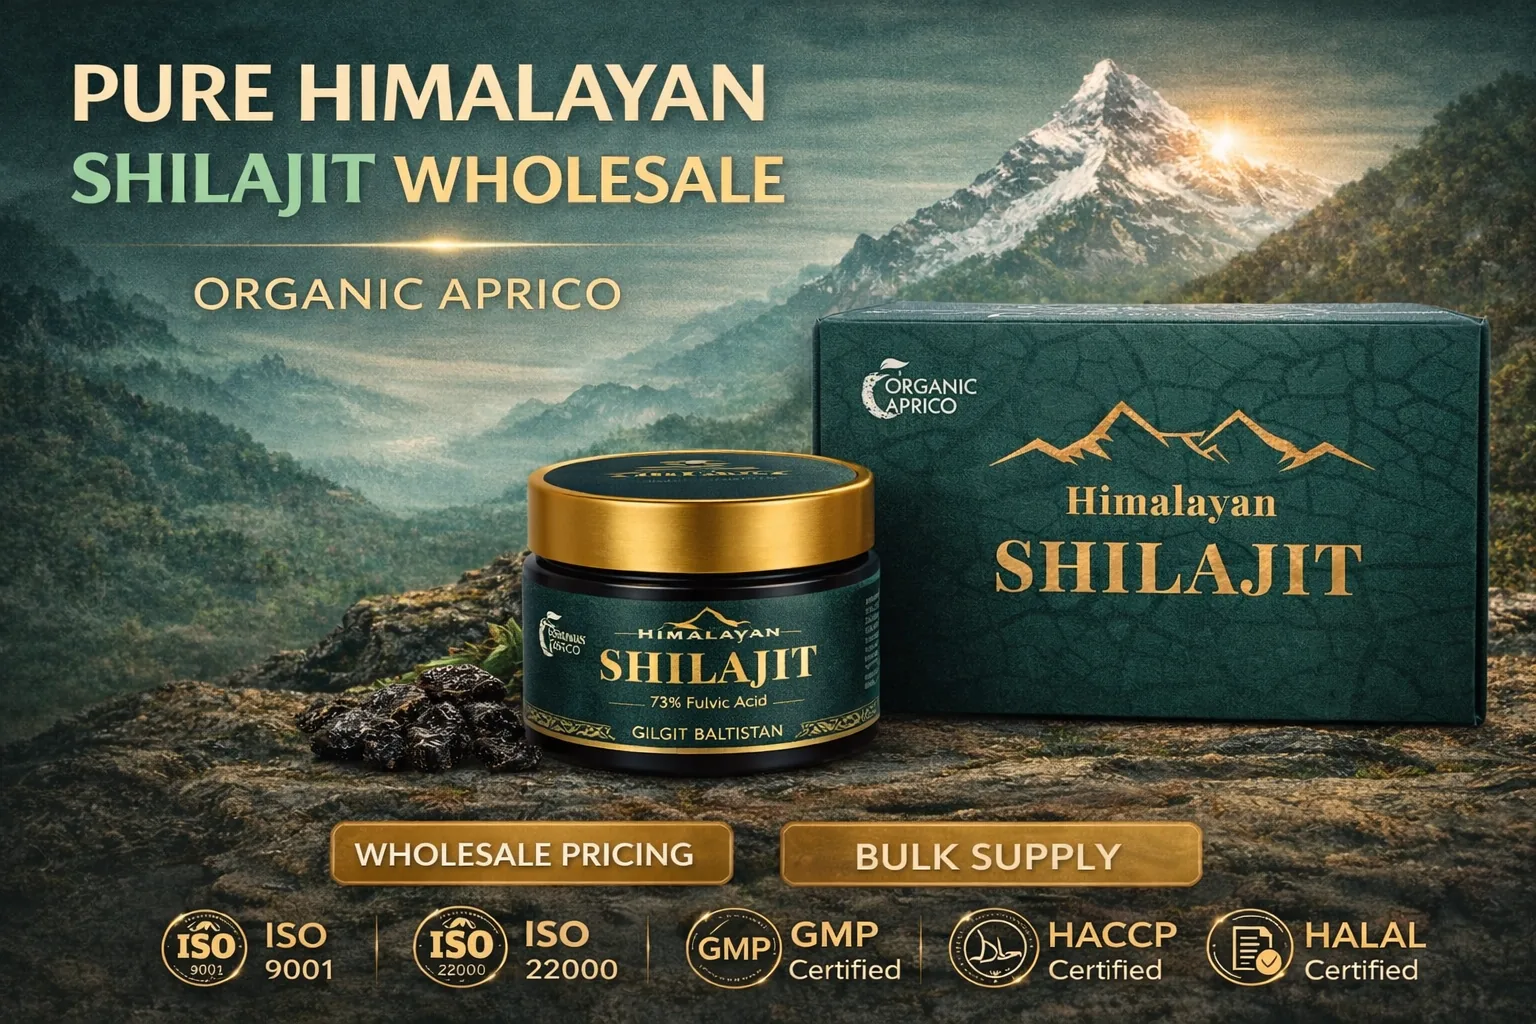 PURE HIMALAYAN
SHILAJIT WHOLESALE
ORGANIC APRICO
ORGANIC
APRICO
Himalayan
SHILAJIT
HIMALAYAN
SHILAJIT
73% Fulvic Acid
GILGIT BALTISTAN
WHOLESALE PRICING
BULK SUPPLY
ISO
9001
ISO
9001
ISO
22000
ISO
22000
GMP
GMP
Certified
حلال
HACCP
Certified
HALAL
Certified